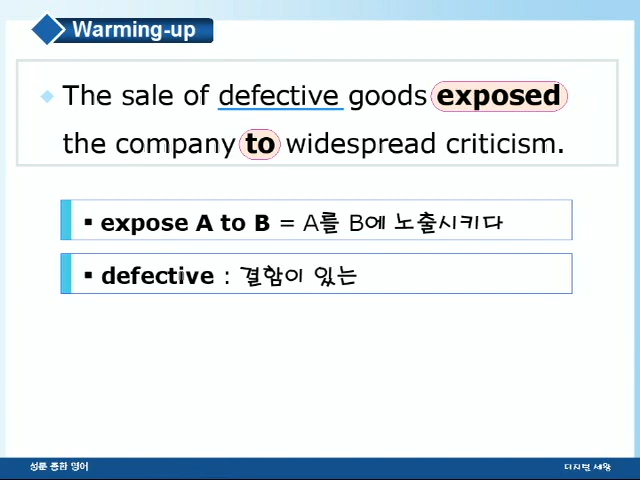 Warming-up
The sale of defective goods exposed
the company to widespread criticism.
▪ expose A to B = A를 B에 노출시키다
▪ defective : 결함이 있는
성문 종합 영어
디지털 세왕